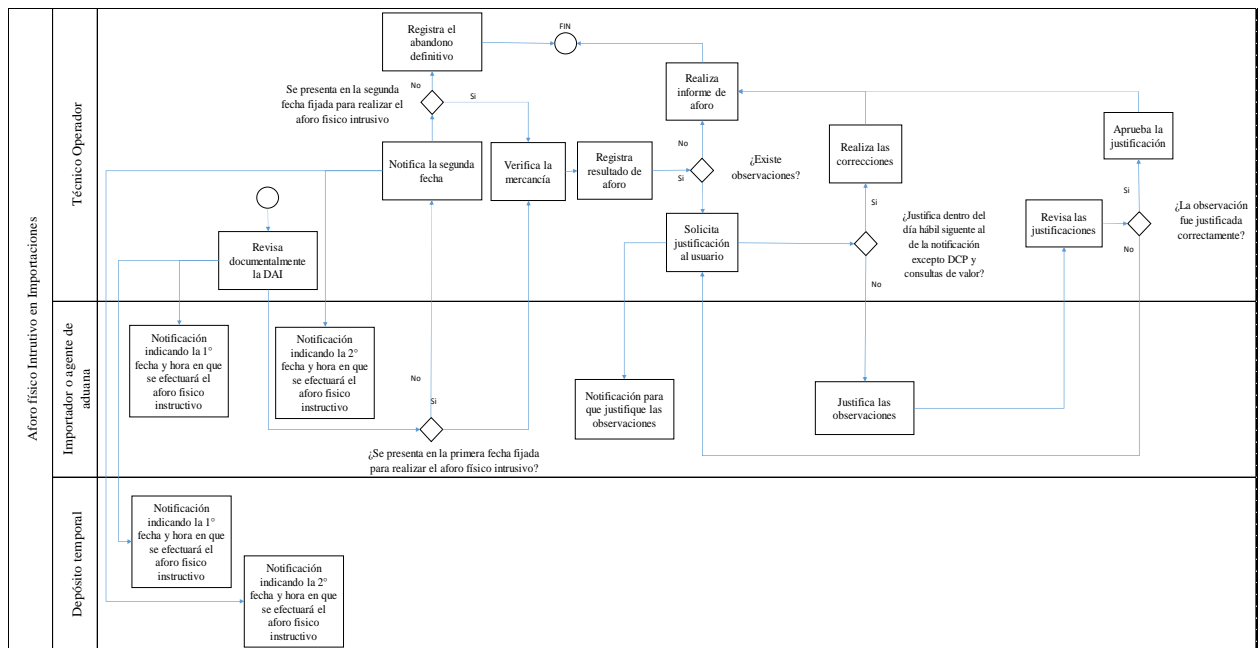 Aforo físico Intrutivo en Importaciones
Técnico Operador
Importador o agente de
aduana
Depósito temporal
Registra el
abandono
definitivo
FIN
Se presenta en la segunda
fecha fijada para realizar el
aforo fisico intrusivo
No
Si
Notifica la segunda
fecha
Verifica la
mercancía
Registra
resultado de
aforo
Realiza
informe de
aforo
No
Si
¿Existe
observaciones?
Solicita
justificación
al usuario
Realiza las
correcciones
Si
No
¿Justifica dentro del
día hábil siguente al
de la notificación
excepto DCP y
consultas de valor?
Revisa las
justificaciones
Aprueba la
justificación
Si
No
¿La observación
fue justificada
correctamente?
Revisa
documentalmente
la DAI
Notificación
indicando la 1°
fecha y hora en que
se efectuará el
aforo fisico
instructivo
Notificación
indicando la 2°
fecha y hora en que
se efectuará el
aforo fisico
instructivo
No
Si
¿Se presenta en la primera fecha fijada
para realizar el aforo físico intrusivo?
Notificación para
que justifique las
observaciones
Justifica las
observaciones
Notificación
indicando la 1°
fecha y hora en que
se efectuará el
aforo fisico
instructivo
Notificación
indicando la 2°
fecha y hora en que
se efectuará el
aforo fisico
instructivo